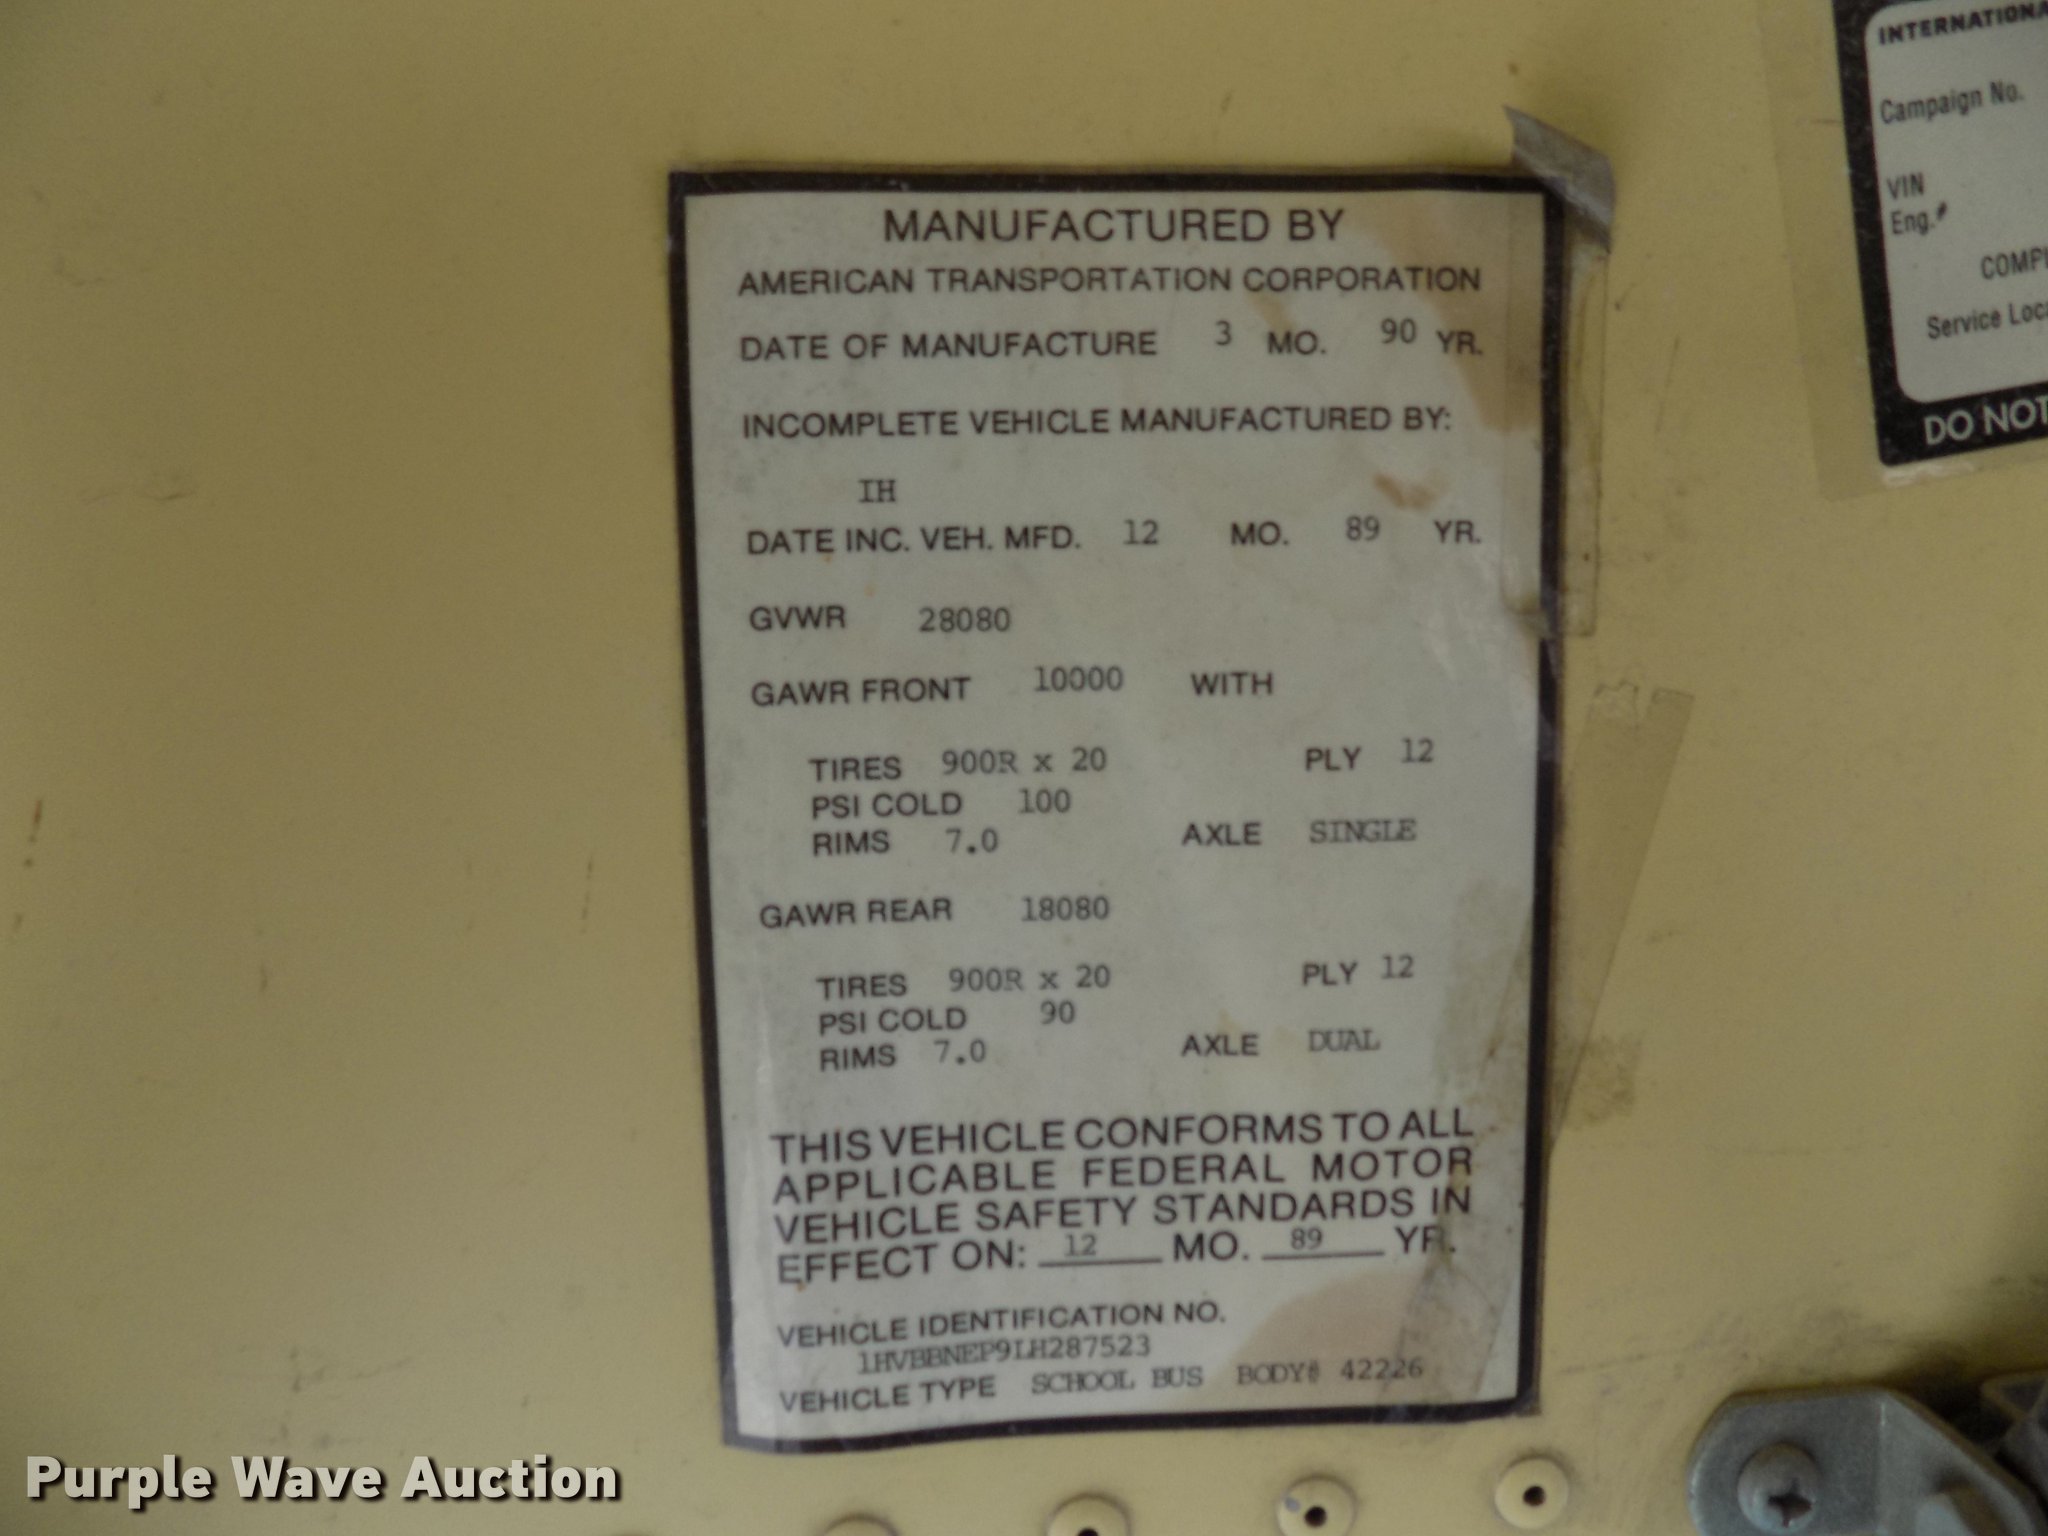 MANUFACTURED BY
AMERICAN TRANSPORTATION CORPORATION
DATE OF MANUFACTURE 3 MO. 90 YR.
INCOMPLETE VEHICLE MANUFACTURED BY:
IH
DATE INC. VEH. MFD. 12 MO. 89 YR.
GVWR 28080
GAWR FRONT 10000 WITH
TIRES 900R x 20 PLY 12
PSI COLD 100
RIMS 7.0 AXLE SINGLE
GAWR REAR 18080
TIRES 900R x 20 PLY 12
PSI COLD 90
RIMS 7.0 AXLE DUAL
THIS VEHICLE CONFORMS TO ALL
APPLICABLE FEDERAL MOTOR
VEHICLE SAFETY STANDARDS IN
EFFECT ON: 12 MO. 89 YR.
VEHICLE IDENTIFICATION NO.
1HVBBNEP9LH287523
VEHICLE TYPE SCHOOL BUS BODY# 42226
INTERNATIONA
Campaign No.
VIN
Eng.#
COMPL
Service Loca
DO NOT
Purple Wave Auction